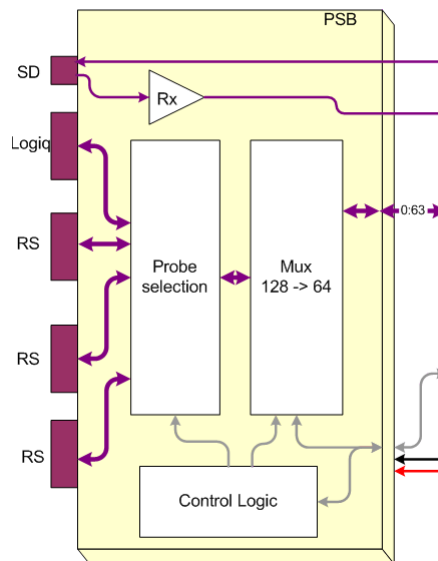 PSB
SD
Rx
Logiq
RS
0:63
Probe
selection
Mux
128 -> 64
RS
RS
Control Logic